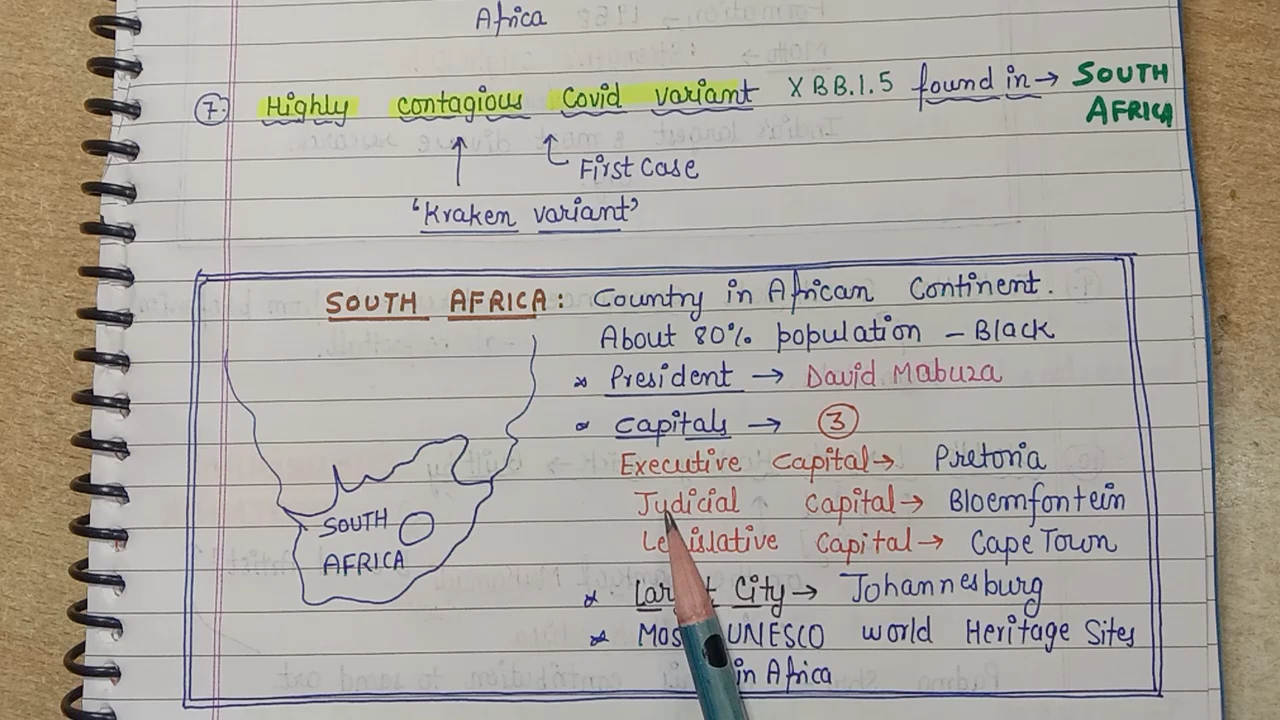 Africa
7. Highly contagious Covid variant XBB.1.5 found in → SOUTH AFRICA
First Case
'Kraken variant'
SOUTH AFRICA: Country in African Continent.
About 80% population - Black
* President → David Mabuza
* Capitals → 3
Executive Capital → Pretoria
Judicial Capital → Bloemfontein
SOUTH AFRICA
Legislative Capital → Cape Town
* City → Johannesburg
* UNESCO world Heritage Sites
in Africa